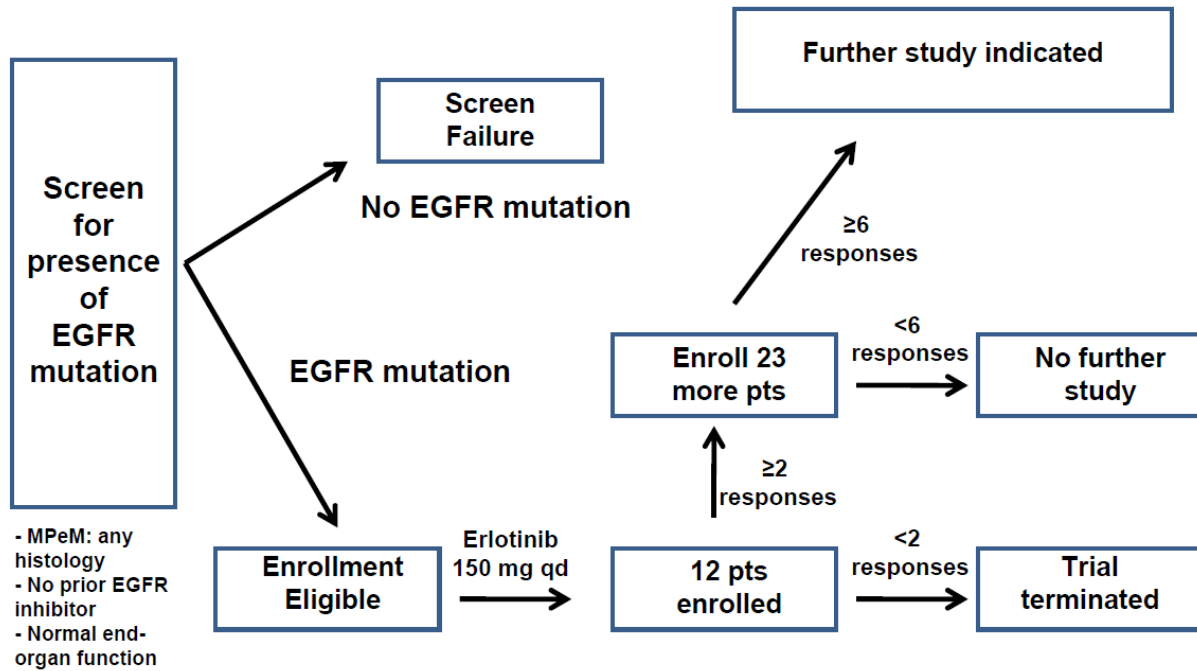 Screen
for
presence
of
EGFR
mutation
- MPeM: any
histology
- No prior EGFR
inhibitor
- Normal end-
organ function
Screen
Failure
No EGFR mutation
EGFR mutation
Enrollment
Eligible
Erlotinib
150 mg qd
12 pts
enrolled
<2
responses
Trial
terminated
≥2
responses
Enroll 23
more pts
<6
responses
No further
study
≥6
responses
Further study indicated